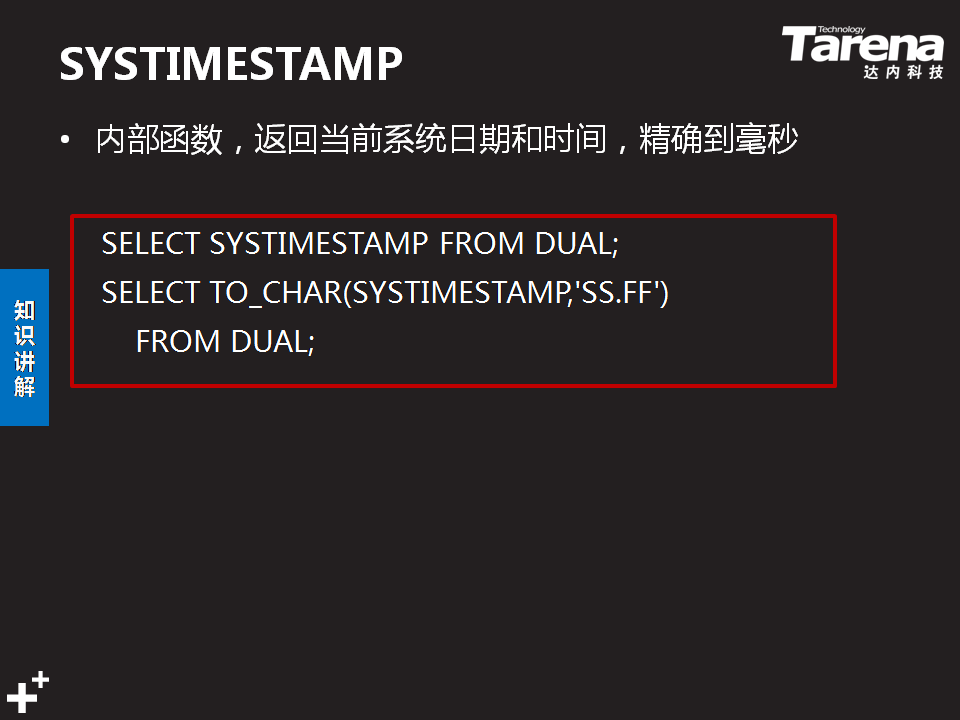 SYSTIMESTAMP
Technology
Tarena
达内科技
• 内部函数，返回当前系统日期和时间，精确到毫秒
SELECT SYSTIMESTAMP FROM DUAL;
SELECT TO_CHAR(SYSTIMESTAMP,'SS.FF')
FROM DUAL;
知识讲解